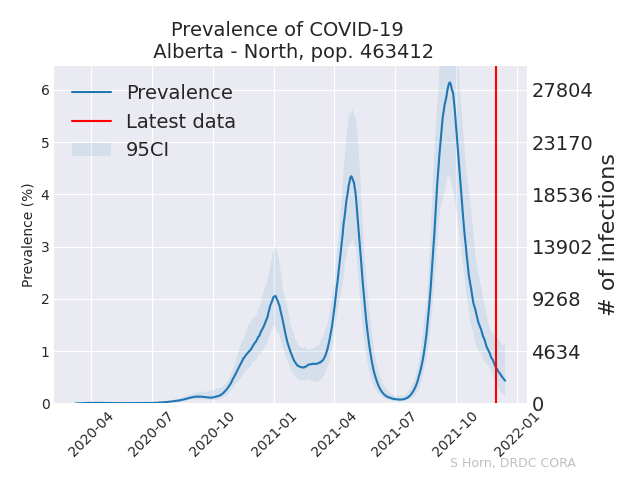 Prevalence of COVID-19
Alberta - North, pop. 463412
Prevalence
Latest data
95CI
Prevalence (%)
6
5
4
3
2
1
0
27804
23170
18536
13902
9268
4634
0
# of infections
2020-04
2020-07
2020-10
2021-01
2021-04
2021-07
2021-10
2022-01
S Horn, DRDC CORA